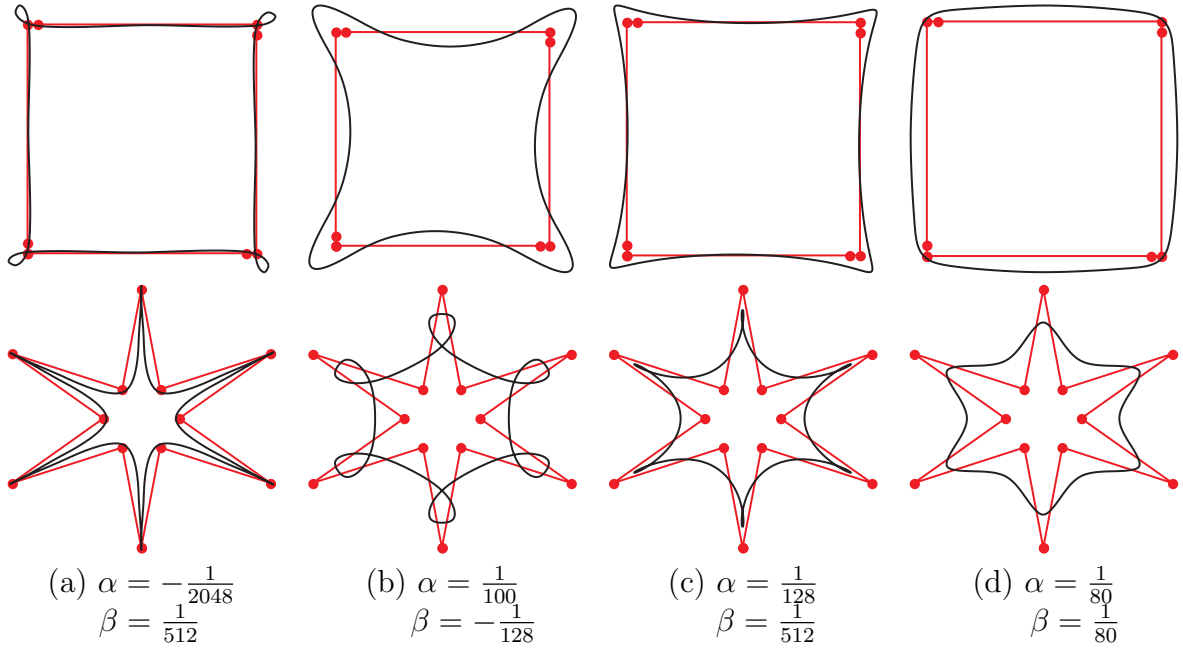 (a) α = −1/2048 (b) α = 1/100 (c) α = 1/128 (d) α = 1/80
β = 1/512 β = −1/128 β = 1/512 β = 1/80